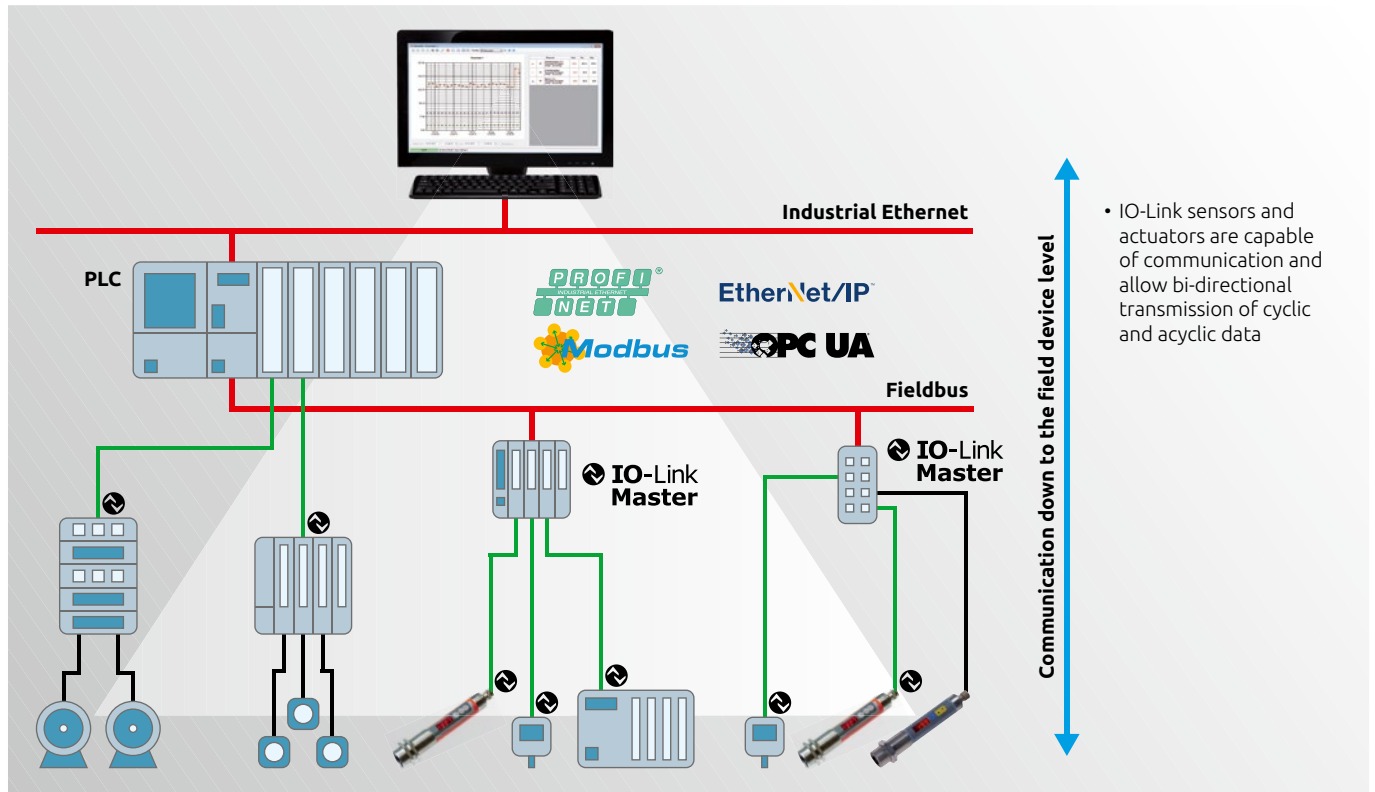 Industrial Ethernet
PLC
PROFI®
INDUSTRIAL ETHERNET
NET
EtherNet/IP™
Modbus
OPC UA
Fieldbus
IO-Link
Master
IO-Link
Master
Communication down to the field device level
• IO-Link sensors and
actuators are capable
of communication and
allow bi-directional
transmission of cyclic
and acyclic data